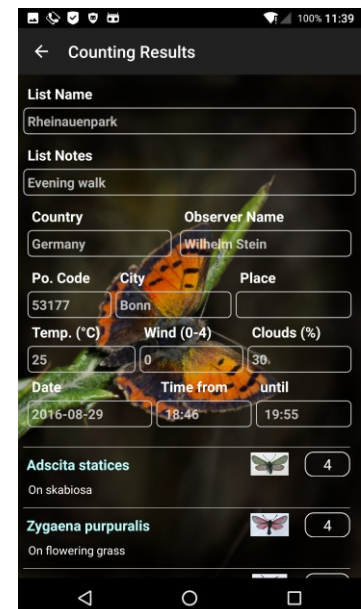 100% 11:39
Counting Results
List Name
Rheinauenpark
List Notes
Evening walk
Country Observer Name
Germany Wilhelm Stein
Po. Code City Place
53177 Bonn
Temp. (°C) Wind (0-4) Clouds (%)
25 0 30
Date Time from until
2016-08-29 18:46 19:55
Adscita statices 4
On skabiosa
Zygaena purpuralis 4
On flowering grass